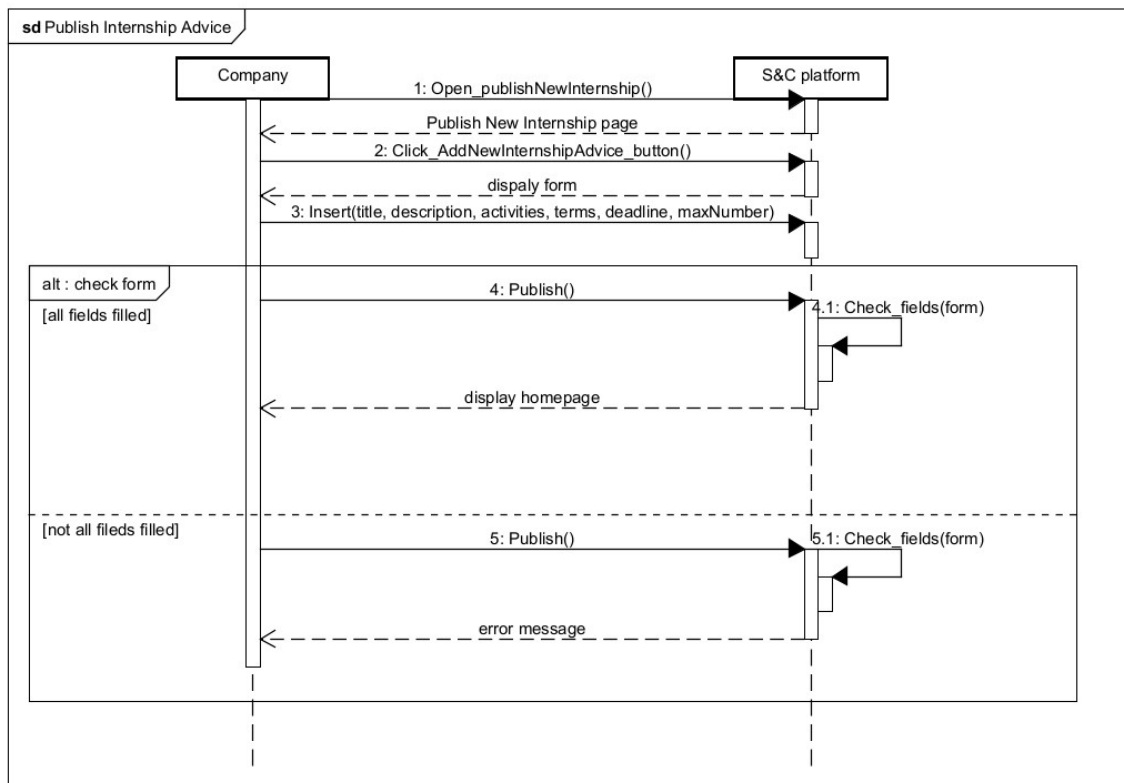 sd Publish Internship Advice
Company
S&C platform
1: Open_publishNewInternship()
Publish New Internship page
2: Click_AddNewInternshipAdvice_button()
dispaly form
3: Insert(title, description, activities, terms, deadline, maxNumber)
alt : check form
4: Publish()
[all fields filled]
4.1: Check_fields(form)
display homepage
[not all fileds filled]
5: Publish()
5.1: Check_fields(form)
error message